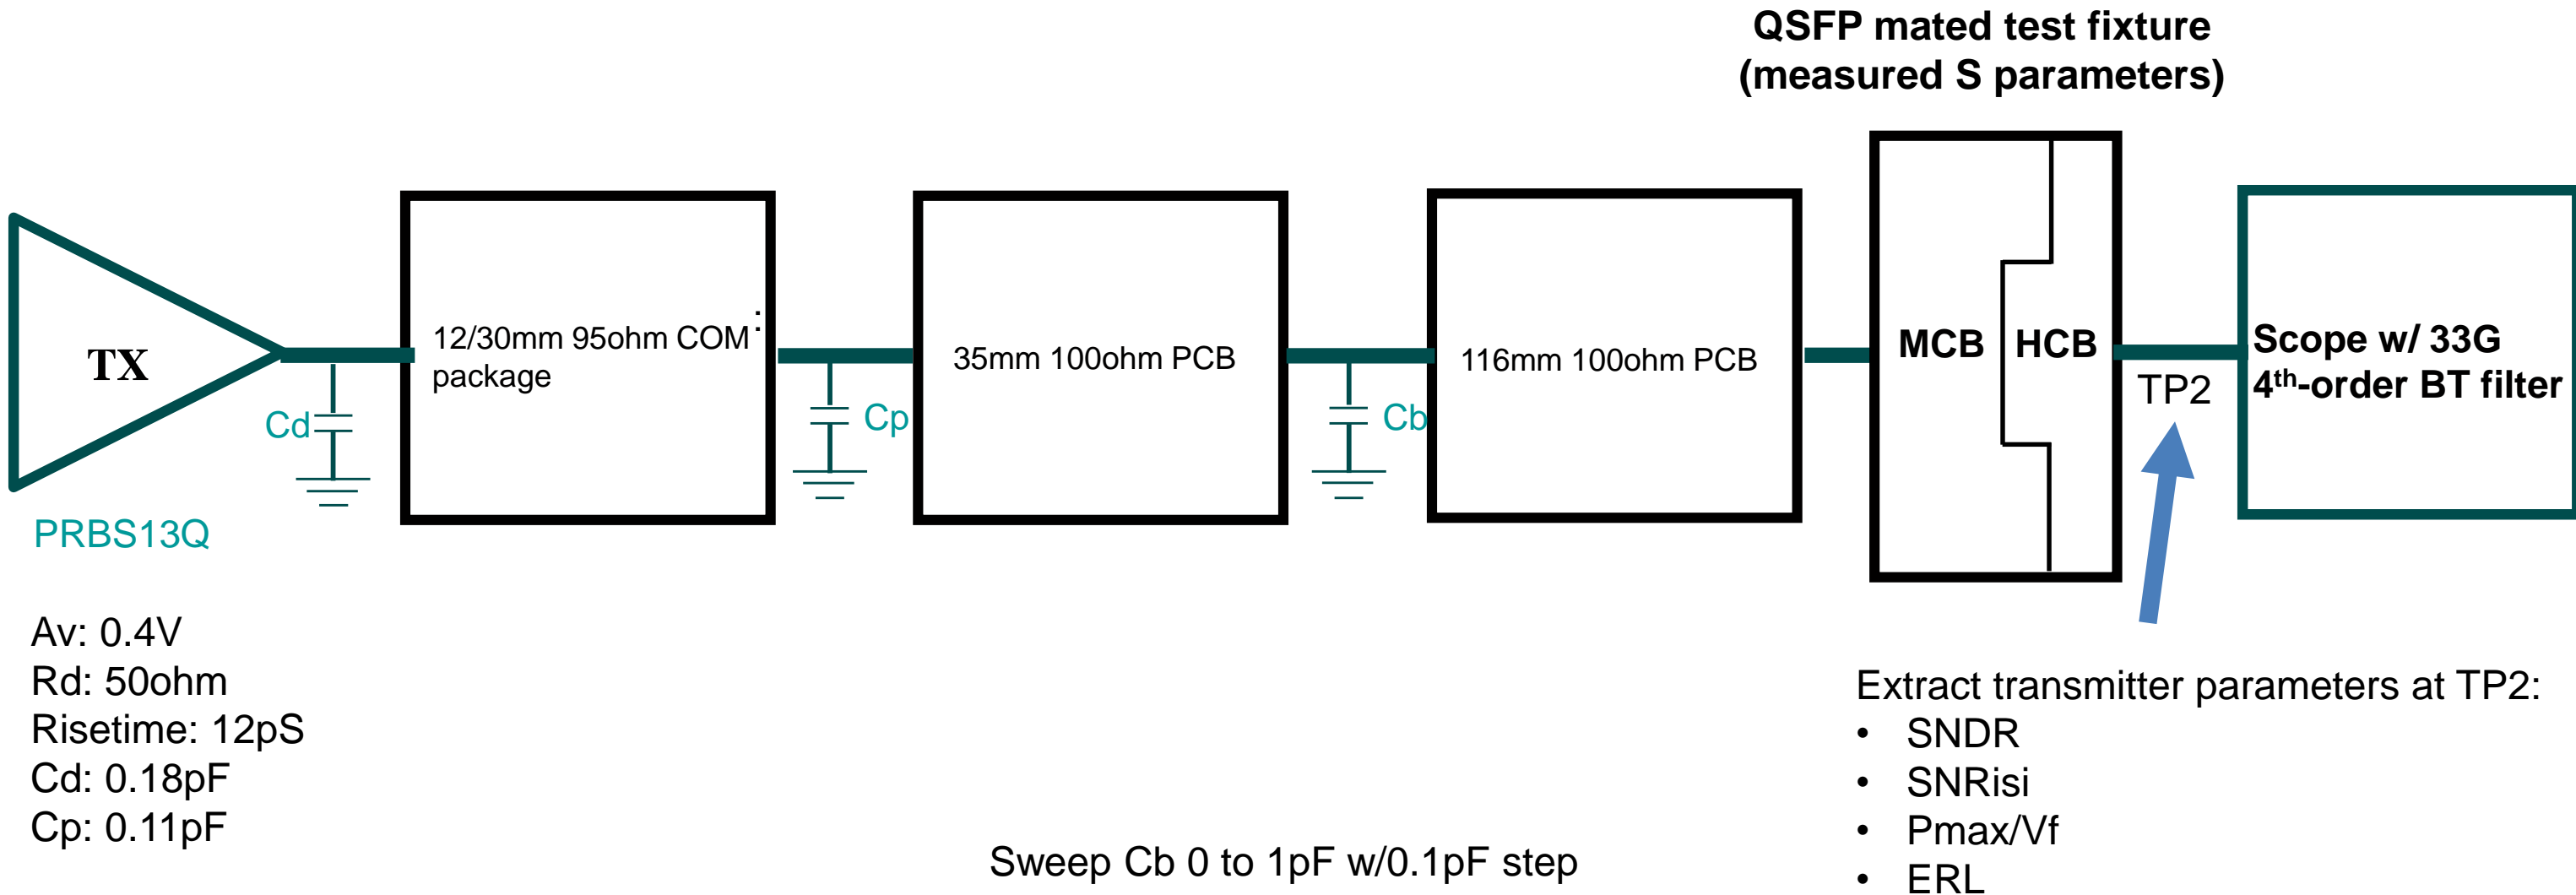 QSFP mated test fixture
(measured S parameters)
TX
Cd
12/30mm 95ohm COM
package
:
Cp
35mm 100ohm PCB
Cb
116mm 100ohm PCB
MCB
HCB
TP2
Scope w/ 33G
4th-order BT filter
PRBS13Q
Av: 0.4V
Rd: 50ohm
Risetime: 12pS
Cd: 0.18pF
Cp: 0.11pF
Sweep Cb 0 to 1pF w/0.1pF step
Extract transmitter parameters at TP2:
• SNDR
• SNRisi
• Pmax/Vf
• ERL